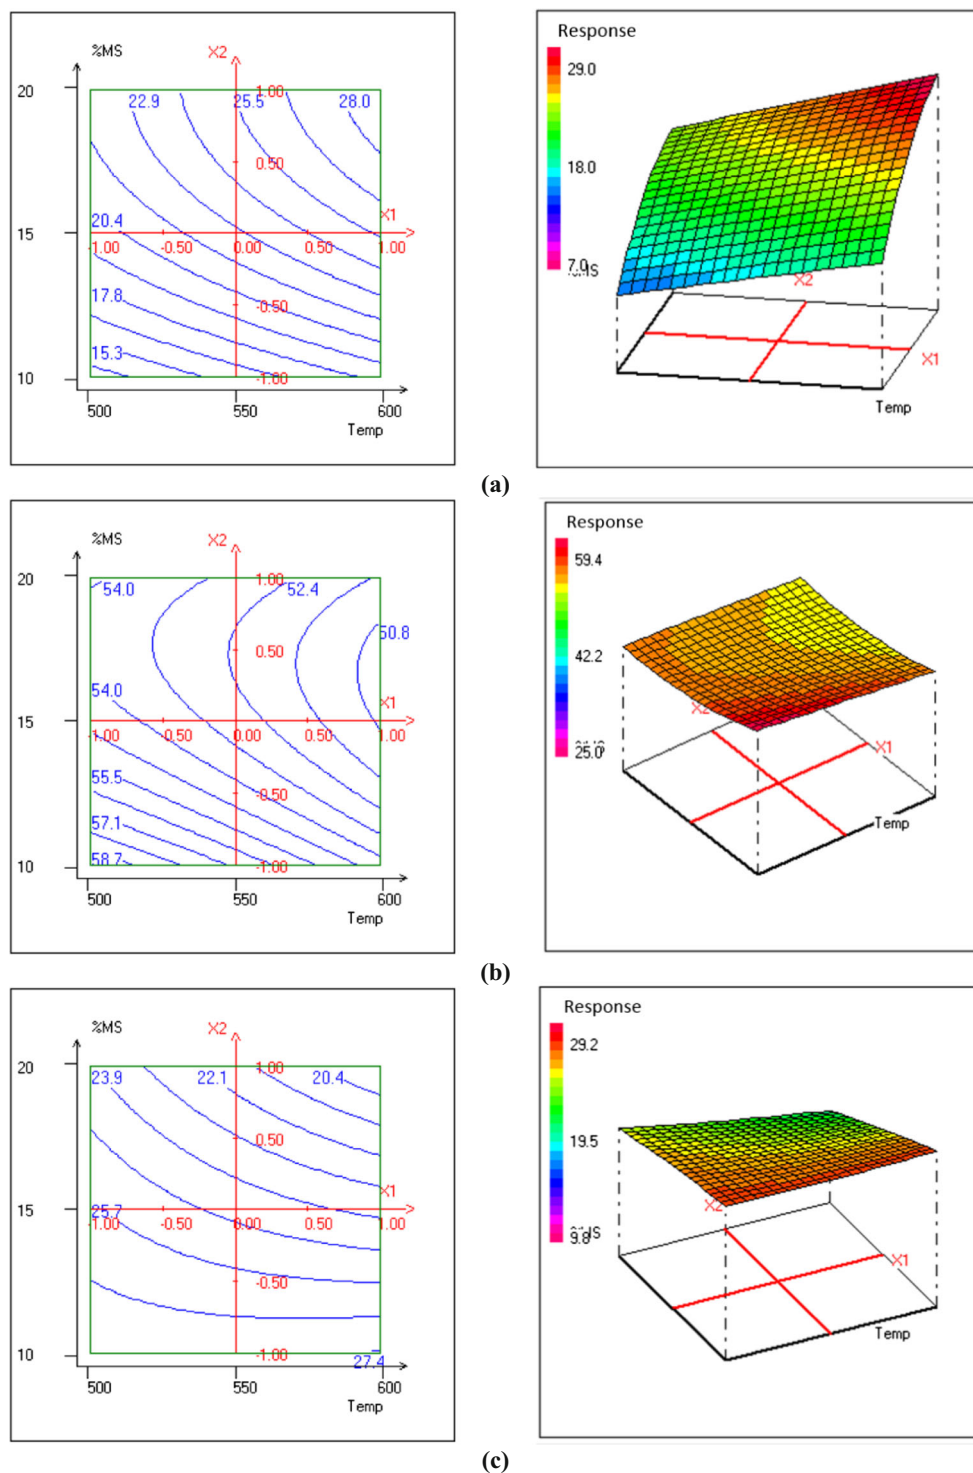 %MS
X2
20
1.00
22.9
25.5
28.0
0.50
20.4
X1
15
-1.00
-0.50
0.00
0.50
1.00
17.8
-0.50
15.3
10
-1.00
500
550
600
Temp
Response
29.0
18.0
7.0
X2
X1
Temp
(a)
%MS
X2
20
1.00
54.0
52.4
50.8
0.50
54.0
X1
15
-1.00
-0.50
0.00
0.50
1.00
55.5
-0.50
57.1
58.7
10
-1.00
500
550
600
Temp
Response
59.4
42.2
25.0
X2
X1
Temp
(b)
%MS
X2
20
1.00
23.9
22.1
20.4
0.50
X1
25.7
15
-1.00
-0.50
0.00
0.50
1.00
-0.50
10
-1.00
27.4
500
550
600
Temp
Response
29.2
19.5
9.8
X2
X1
Temp
(c)